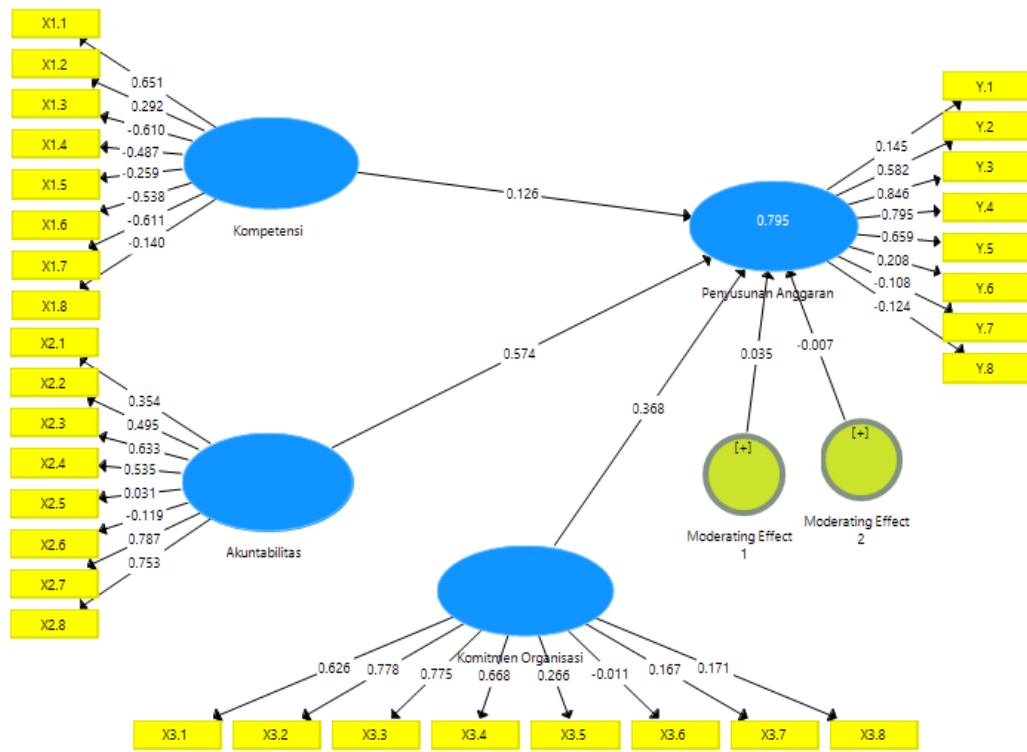 X1.1
X1.2
X1.3
X1.4
X1.5
X1.6
X1.7
X1.8
0.651
0.292
-0.610
-0.487
-0.259
-0.538
-0.611
-0.140
Kompetensi
0.126
X2.1
X2.2
X2.3
X2.4
X2.5
X2.6
X2.7
X2.8
0.354
0.495
0.633
0.535
0.031
-0.119
0.787
0.753
Akuntabilitas
0.574
0.795
Penyusunan Anggaran
0.145
0.582
0.846
0.795
0.659
0.208
-0.108
-0.124
Y.1
Y.2
Y.3
Y.4
Y.5
Y.6
Y.7
Y.8
0.368
0.035
-0.007
[+]
Moderating Effect
1
[+]
Moderating Effect
2
Komitmen Organisasi
0.626
0.778
0.775
0.668
0.266
-0.011
0.167
0.171
X3.1
X3.2
X3.3
X3.4
X3.5
X3.6
X3.7
X3.8